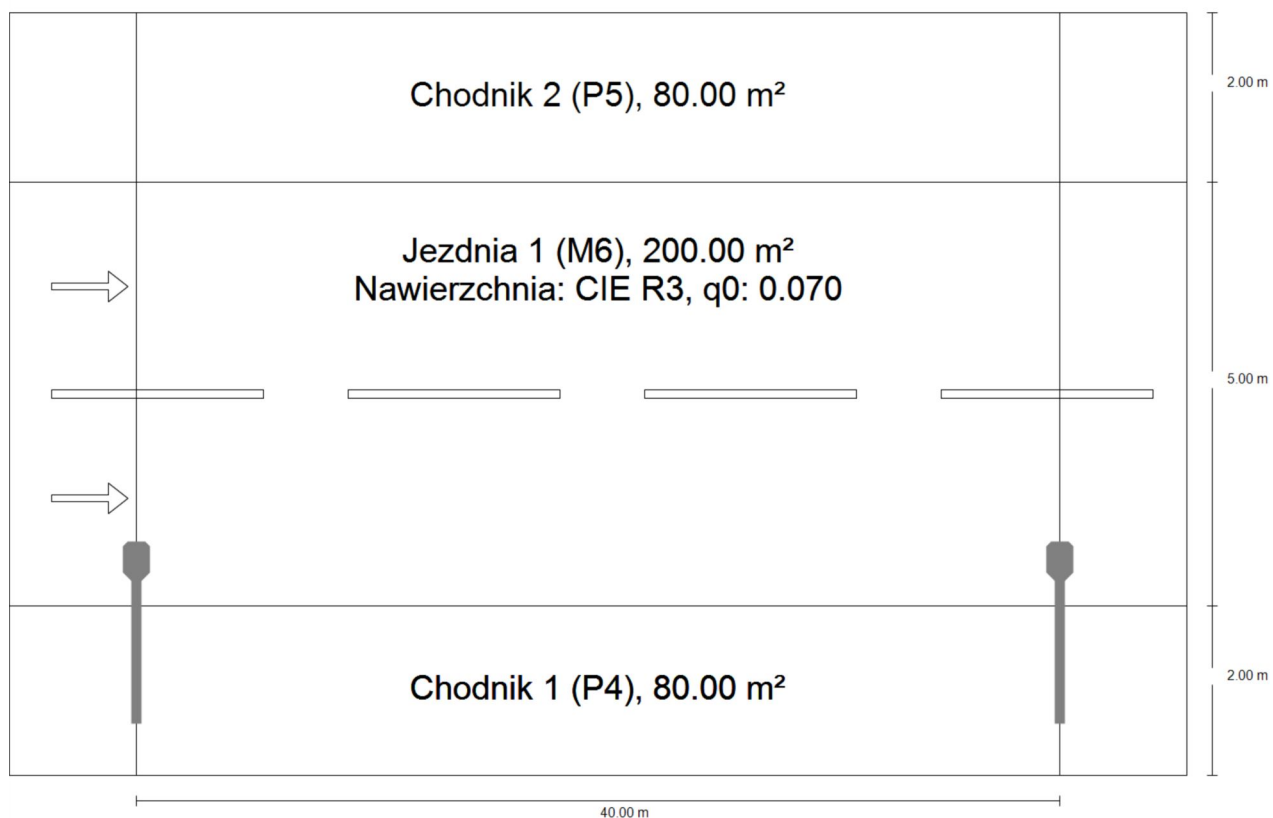 Chodnik 2 (P5), 80.00 m²
2.00 m
Jezdnia 1 (M6), 200.00 m²
Nawierzchnia: CIE R3, q0: 0.070
5.00 m
Chodnik 1 (P4), 80.00 m²
2.00 m
40.00 m